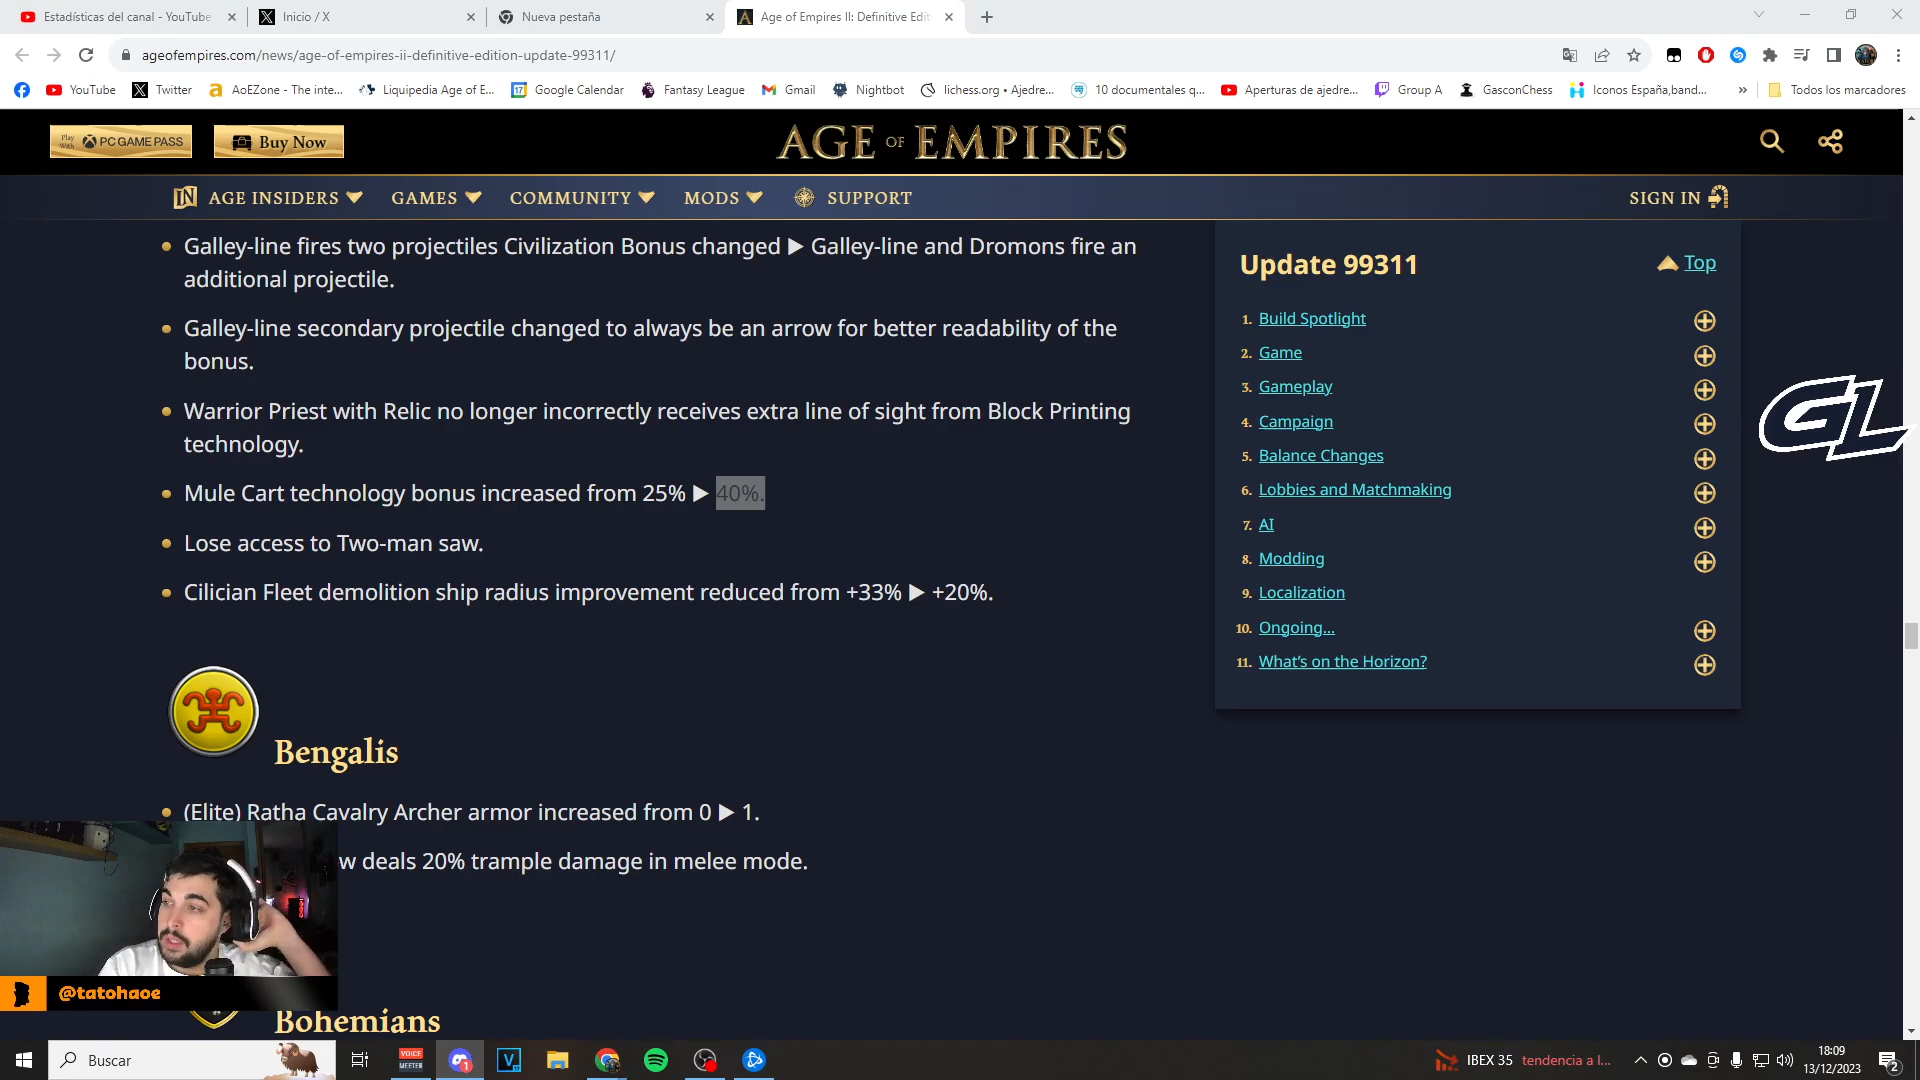 Estadísticas del canal - YouTube
Inicio / X
Nueva pestaña
Age of Empires II: Definitive Edit
ageofempires.com/news/age-of-empires-ii-definitive-edition-update-99311/
YouTube
Twitter
AoEZone - The inte...
Liquipedia Age of E...
Google Calendar
Fantasy League
Gmail
Nightbot
lichess.org • Ajedre...
10 documentales q...
Aperturas de ajedre...
Group A
GasconChess
Iconos España,band...
»
Todos los marcadores
Play With PC GAME PASS
Buy Now
AGE OF EMPIRES
IN AGE INSIDERS
GAMES
COMMUNITY
MODS
SUPPORT
SIGN IN
• Galley-line fires two projectiles Civilization Bonus changed ▶ Galley-line and Dromons fire an
additional projectile.
• Galley-line secondary projectile changed to always be an arrow for better readability of the
bonus.
• Warrior Priest with Relic no longer incorrectly receives extra line of sight from Block Printing
technology.
• Mule Cart technology bonus increased from 25% ▶ 40%.
• Lose access to Two-man saw.
• Cilician Fleet demolition ship radius improvement reduced from +33% ▶ +20%.
Bengalis
• (Elite) Ratha Cavalry Archer armor increased from 0 ▶ 1.
w deals 20% trample damage in melee mode.
Bohemians
Update 99311
Top
1. Build Spotlight
2. Game
3. Gameplay
4. Campaign
5. Balance Changes
6. Lobbies and Matchmaking
7. AI
8. Modding
9. Localization
10. Ongoing...
11. What's on the Horizon?
GL
@tatohaoe
Buscar
VOICE
MEETER
1
V
IBEX 35 tendencia a l...
18:09
13/12/2023
2